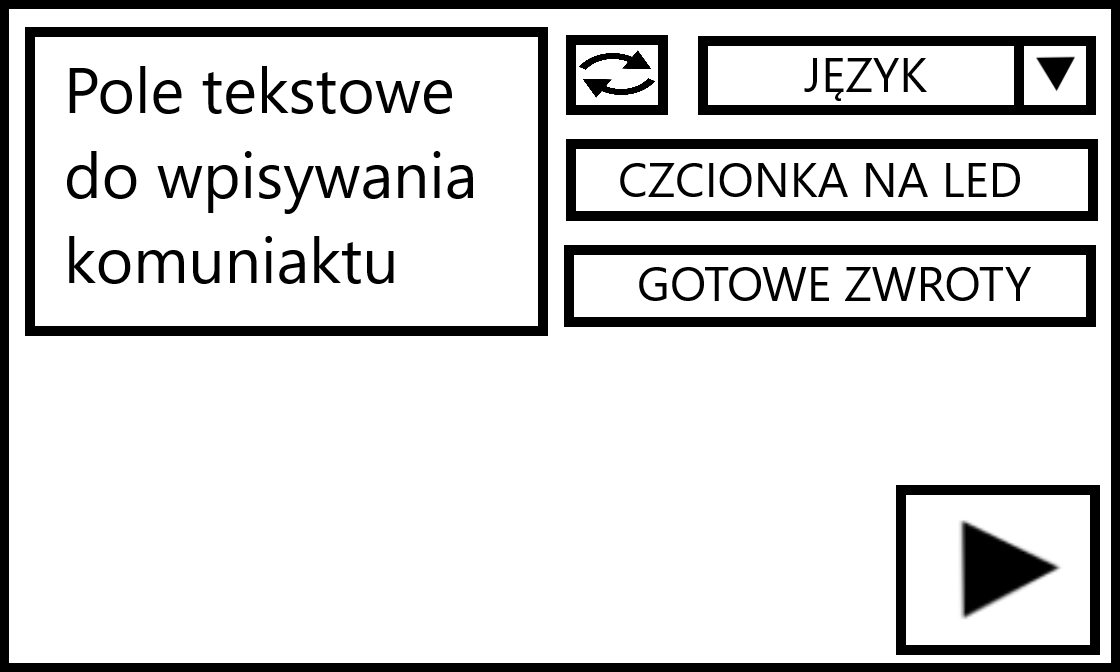 Pole tekstowe
do wpisywania
komuniaktu
JĘZYK
CZCIONKA NA LED
GOTOWE ZWROTY